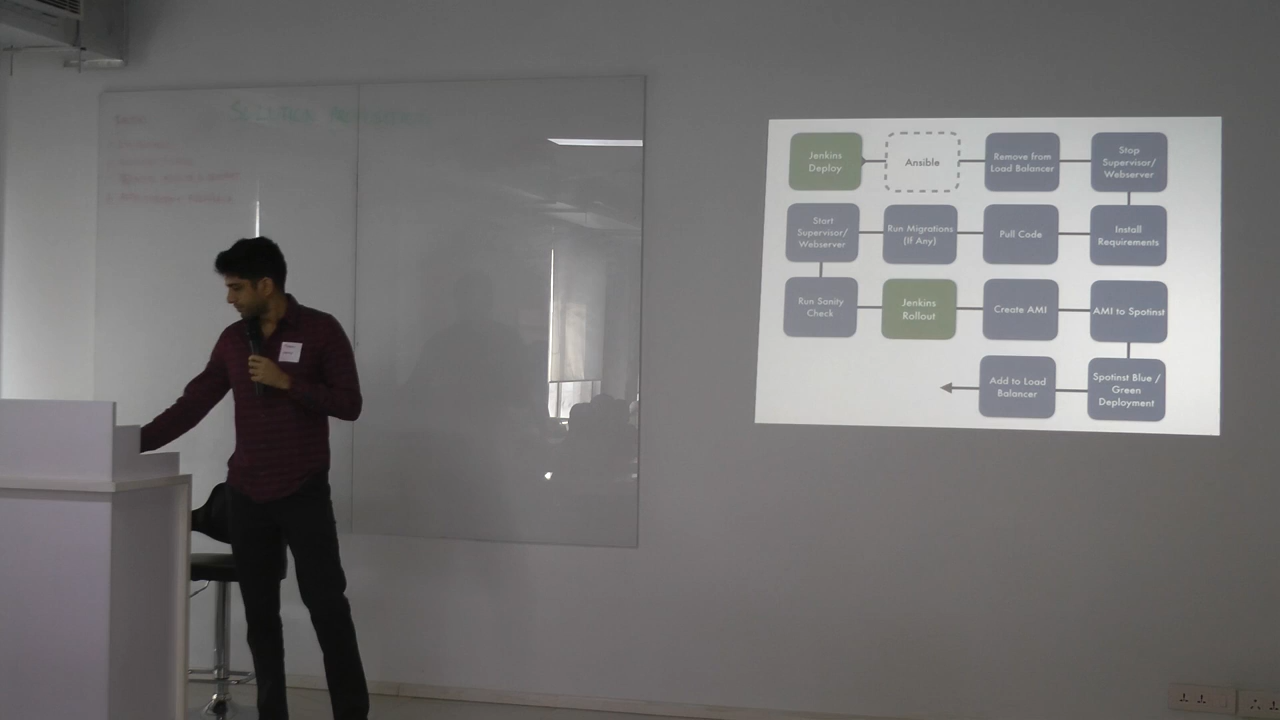 Jenkins
Deploy
Ansible
Remove from
Load Balancer
Stop
Supervisor/
Webserver
Start
Supervisor/
Webserver
Run Migrations
(If Any)
Pull Code
Install
Requirements
Run Sanity
Check
Jenkins
Rollout
Create AMI
AMI to Spotinst
Add to Load
Balancer
Spotinst Blue /
Green
Deployment